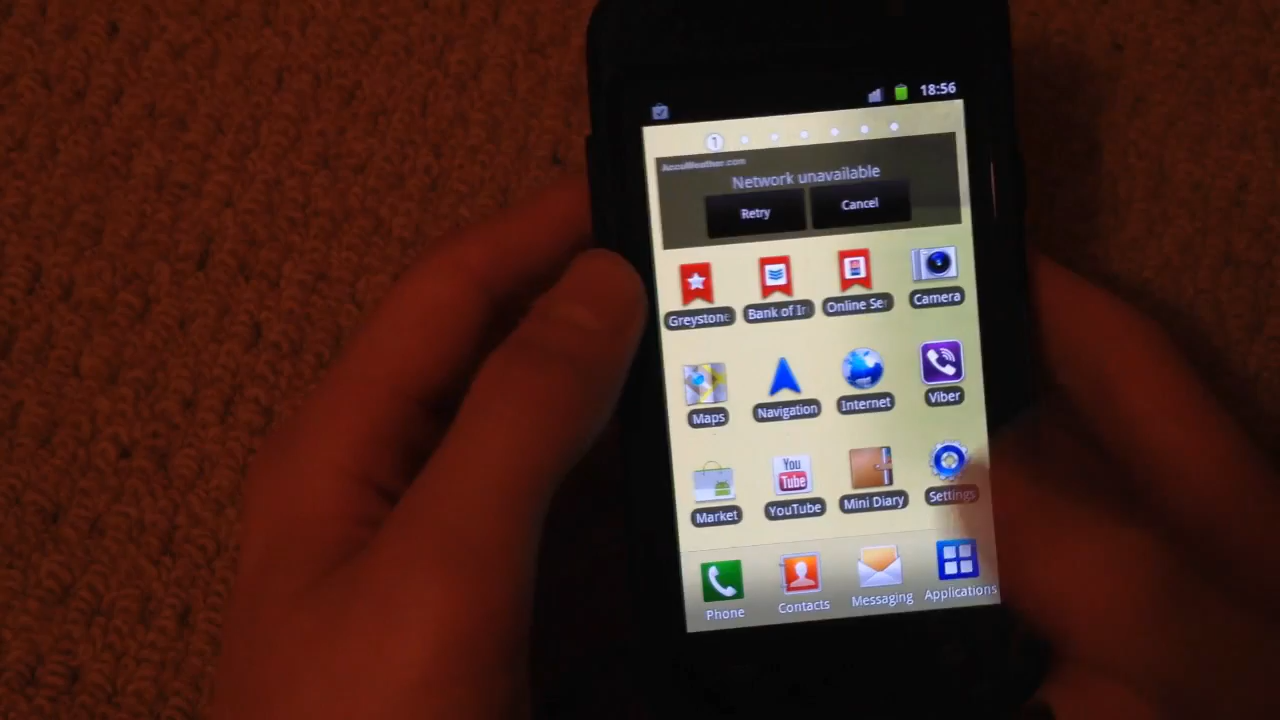 18:56
1
AccuWeather.com
Network unavailable
Retry Cancel
Greystone Bank of Ir Online Se Camera
Maps Navigation Internet Viber
You
Tube
Market YouTube Mini Diary Settings
Phone Contacts Messaging Applications